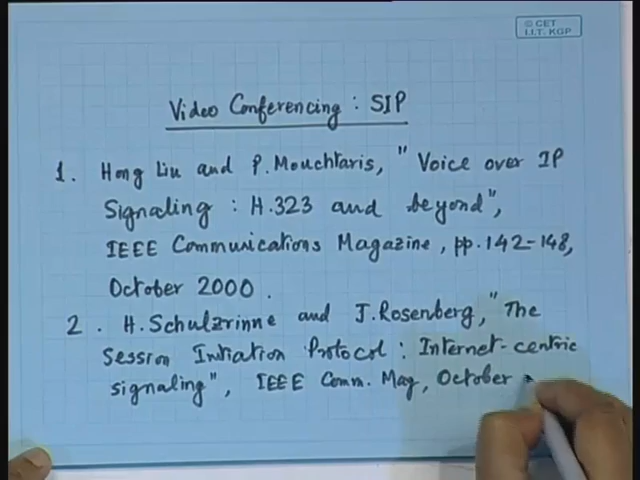 © CET
I.I.T. KGP
Video Conferencing : SIP
1. Hong Liu and P. Mouchtaris, "Voice over IP
Signaling : H.323 and beyond",
IEEE Communications Magazine, pp. 142-148,
October 2000.
2. H. Schulzrinne and J. Rosenberg, "The
Session Initiation Protocol : Internet-centric
signaling", IEEE Comm. Mag, October